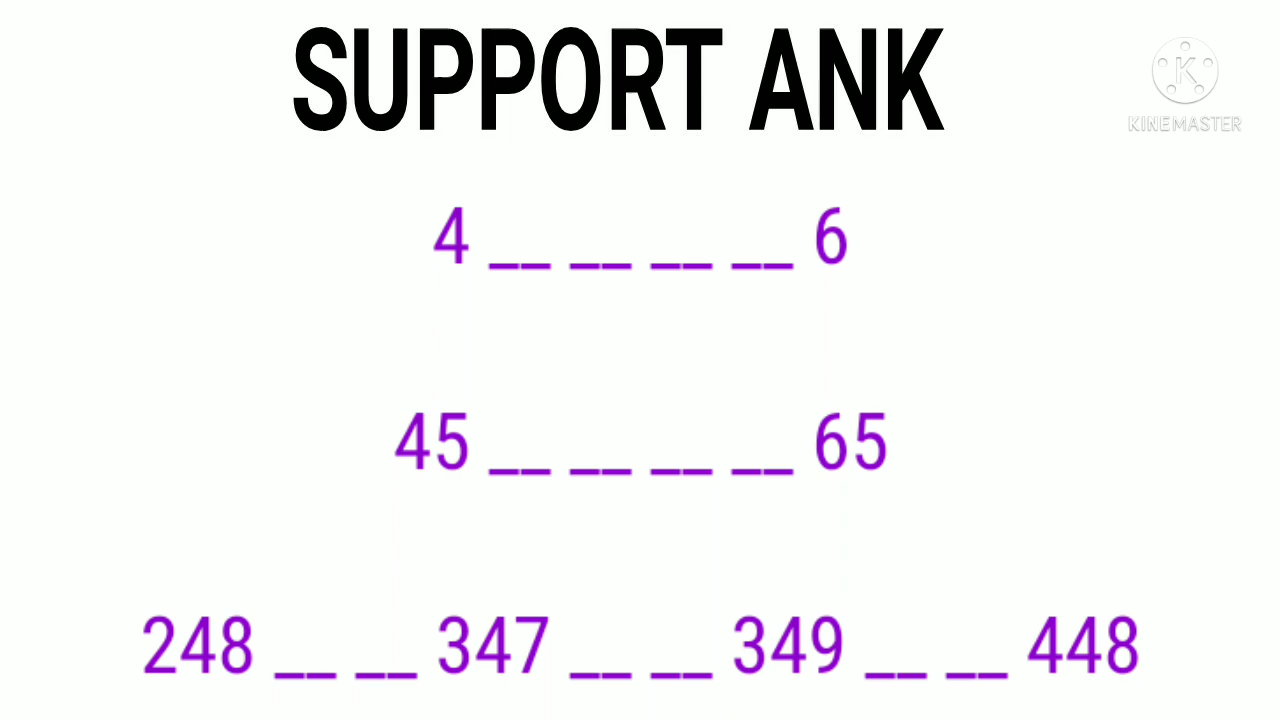 SUPPORT ANK
K
KINEMASTER
4 __ __ __ __ 6
45 __ __ __ __ 65
248 __ __ 347 __ __ 349 __ __ 448